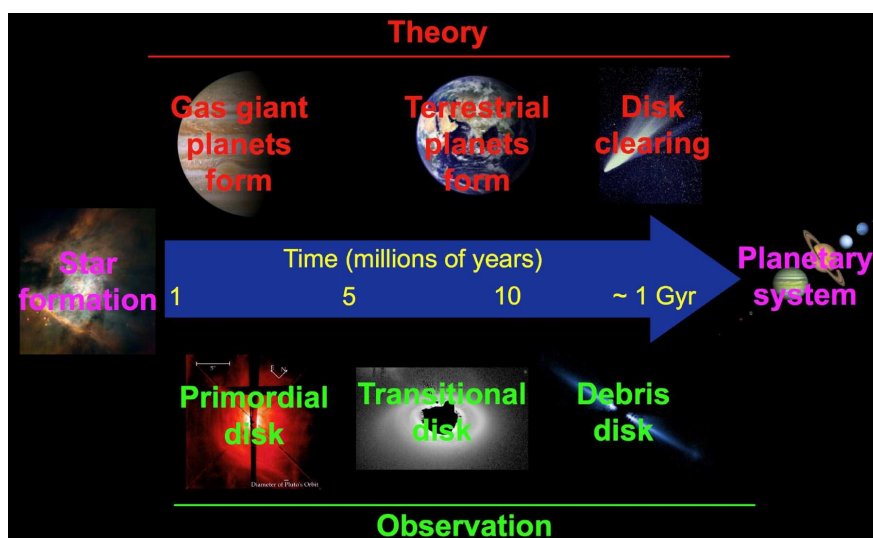 Theory
Gas giant
planets
form
Terrestrial
planets
form
Disk
clearing
Star
formation
Time (millions of years)
1 5 10 ~ 1 Gyr
Planetary
system
5"
E N
Primordial
disk
Diameter of Pluto's Orbit
Transitional
disk
Debris
disk
Observation